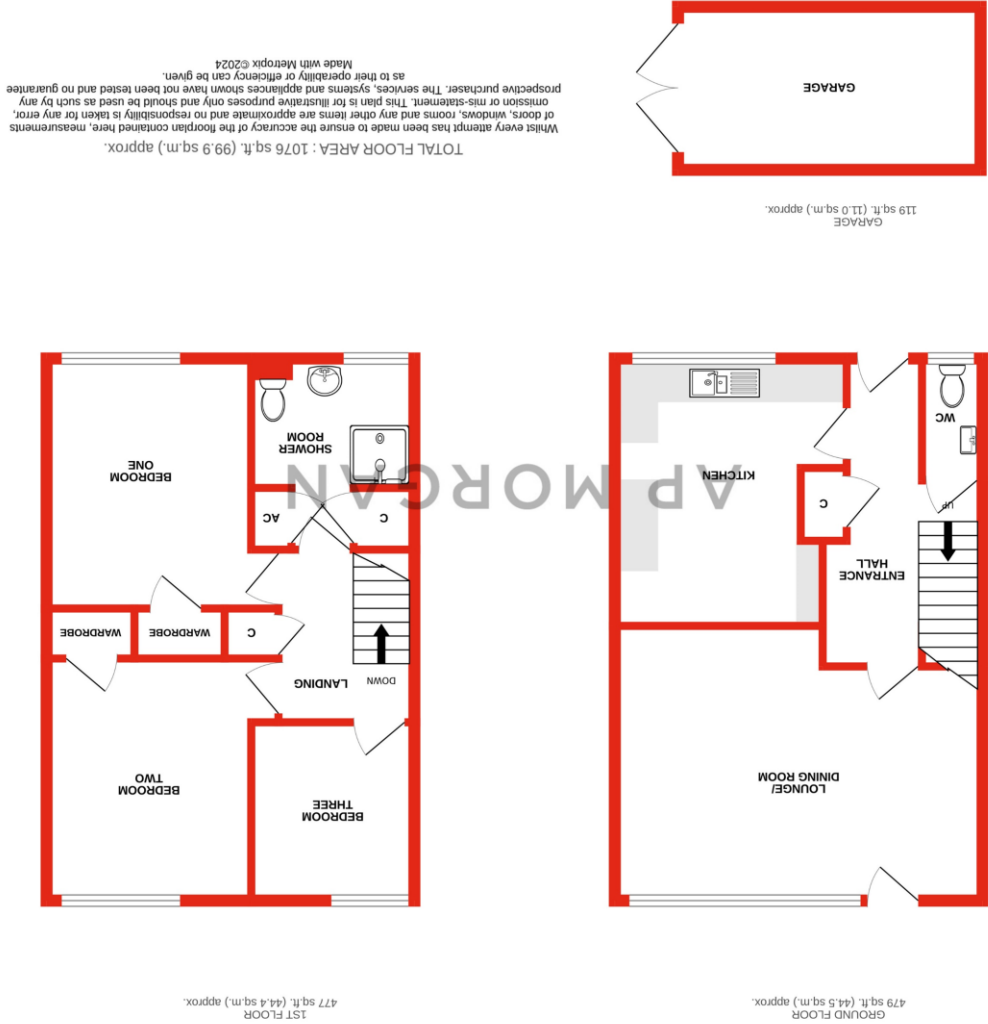 GROUND FLOOR
479 sq.ft. (44.5 sq.m.) approx.
1ST FLOOR
477 sq.ft. (44.4 sq.m.) approx.
LOUNGE/
DINING ROOM
ENTRANCE
HALL
UP
C
KITCHEN
WC
BEDROOM
THREE
BEDROOM
TWO
DOWN
LANDING
C
WARDROBE
WARDROBE
C
AC
BEDROOM
ONE
SHOWER
ROOM
AP MORGAN
GARAGE
119 sq.ft. (11.0 sq.m.) approx.
GARAGE
TOTAL FLOOR AREA : 1076 sq.ft. (99.9 sq.m.) approx.
Whilst every attempt has been made to ensure the accuracy of the floorplan contained here, measurements
of doors, windows, rooms and any other items are approximate and no responsibility is taken for any error,
omission or mis-statement. This plan is for illustrative purposes only and should be used as such by any
prospective purchaser. The services, systems and appliances shown have not been tested and no guarantee
as to their operability or efficiency can be given.
Made with Metropix ©2024